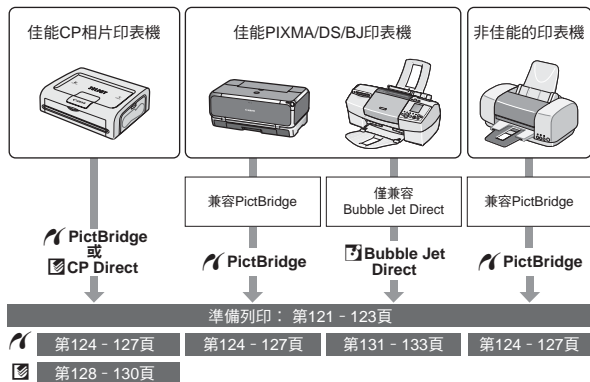 佳能CP相片印表機
佳能PIXMA/DS/BJ印表機
非佳能的印表機
兼容PictBridge
僅兼容
Bubble Jet Direct
兼容PictBridge
PictBridge
或
CP Direct
PictBridge
Bubble Jet
Direct
PictBridge
準備列印： 第121 - 123頁
第124 - 127頁
第124 - 127頁
第131 - 133頁
第124 - 127頁
第128 - 130頁